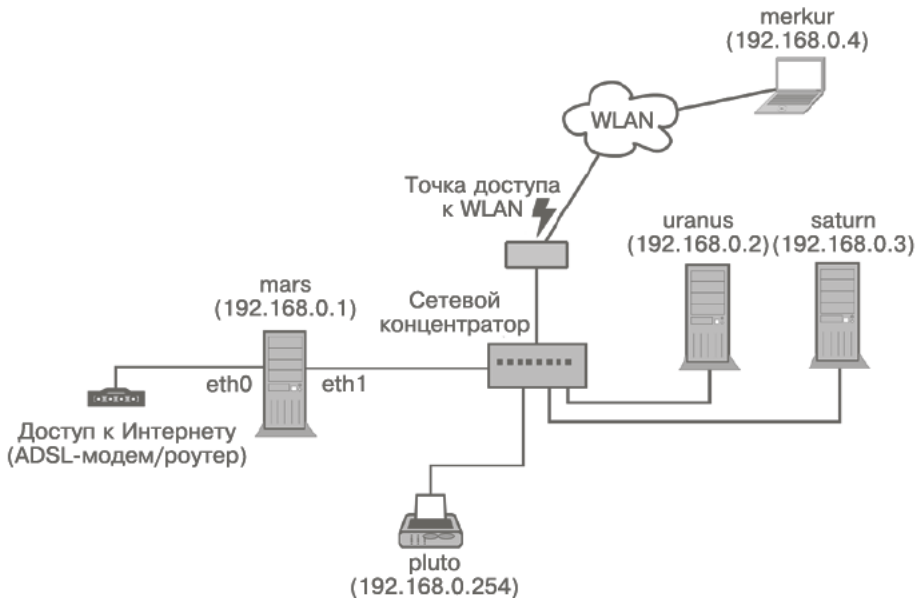 merkur
(192.168.0.4)
WLAN
Точка доступа
к WLAN
uranus
(192.168.0.2)
saturn
(192.168.0.3)
mars
(192.168.0.1)
Сетевой
концентратор
eth0
eth1
Доступ к Интернету
(ADSL-модем/роутер)
pluto
(192.168.0.254)